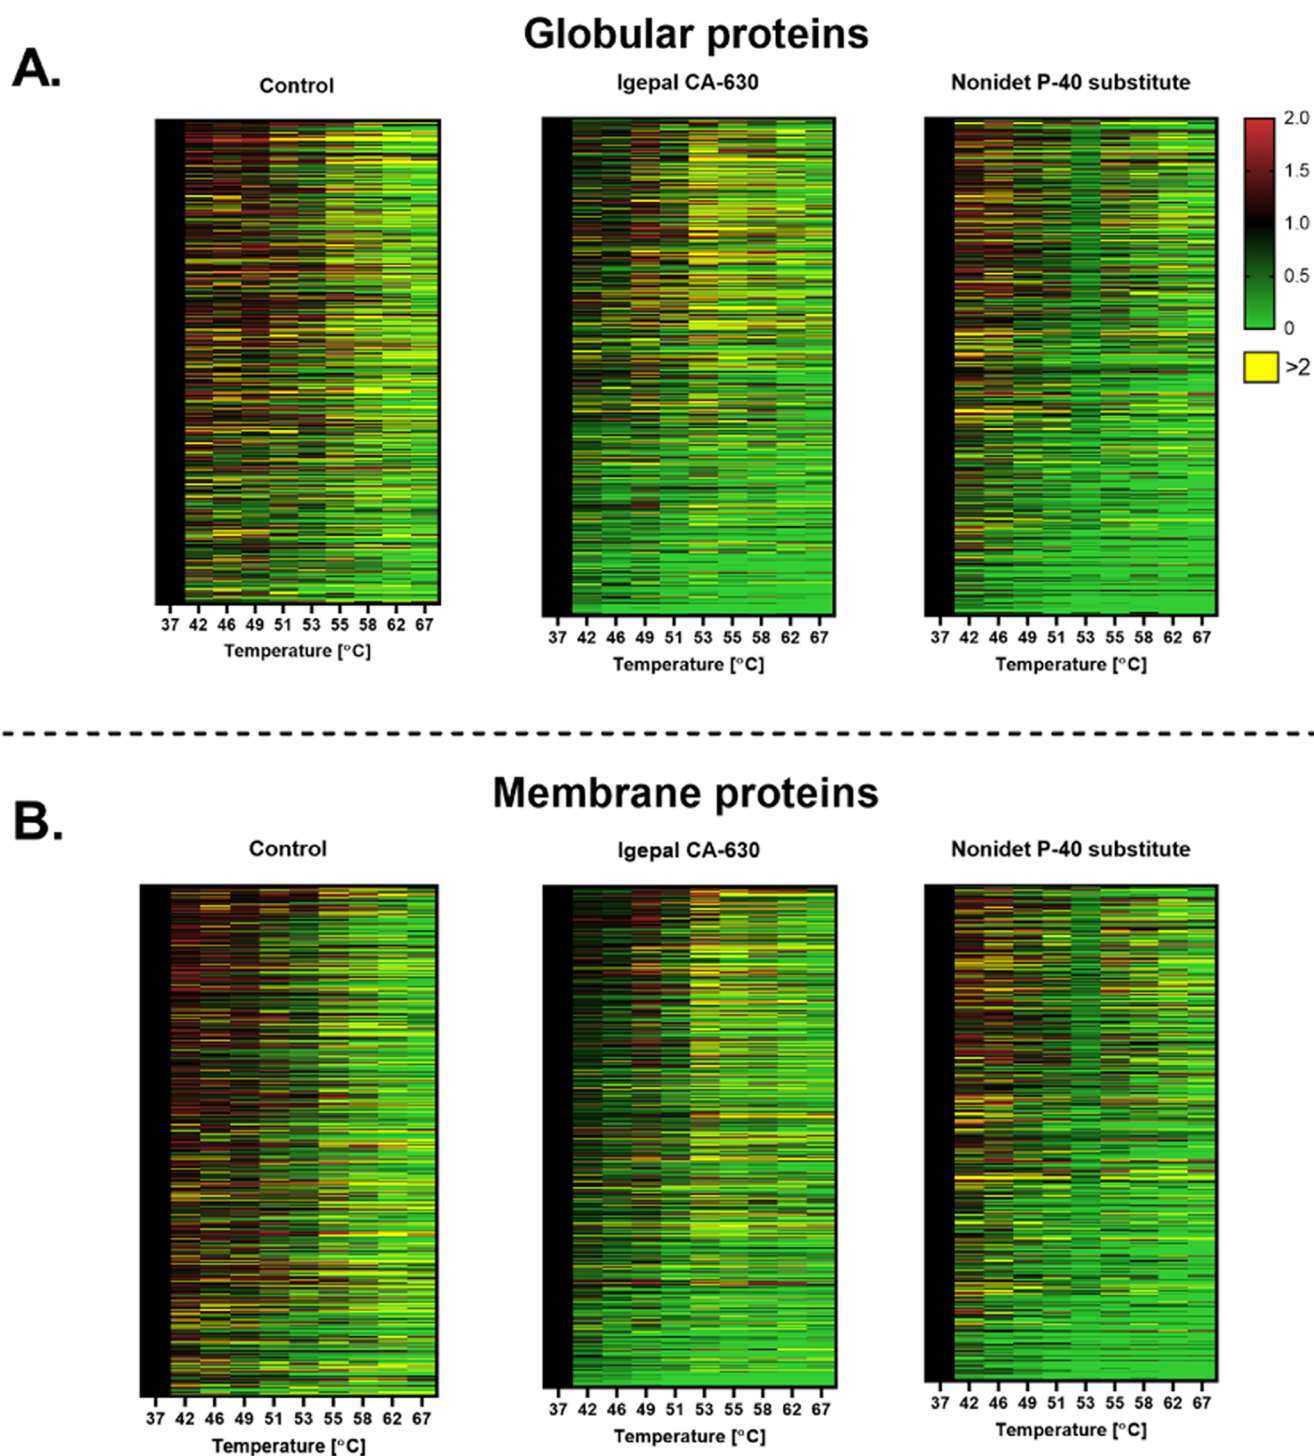 Globular proteins
A.
Control
Igepal CA-630
Nonidet P-40 substitute
2.0
1.5
1.0
0.5
0
>2
37 42 46 49 51 53 55 58 62 67
37 42 46 49 51 53 55 58 62 67
37 42 46 49 51 53 55 58 62 67
Temperature [°C]
Temperature [°C]
Temperature [°C]
Membrane proteins
B.
Control
Igepal CA-630
Nonidet P-40 substitute
37 42 46 49 51 53 55 58 62 67
37 42 46 49 51 53 55 58 62 67
37 42 46 49 51 53 55 58 62 67
Temperature [°C]
Temperature [°C]
Temperature [°C]